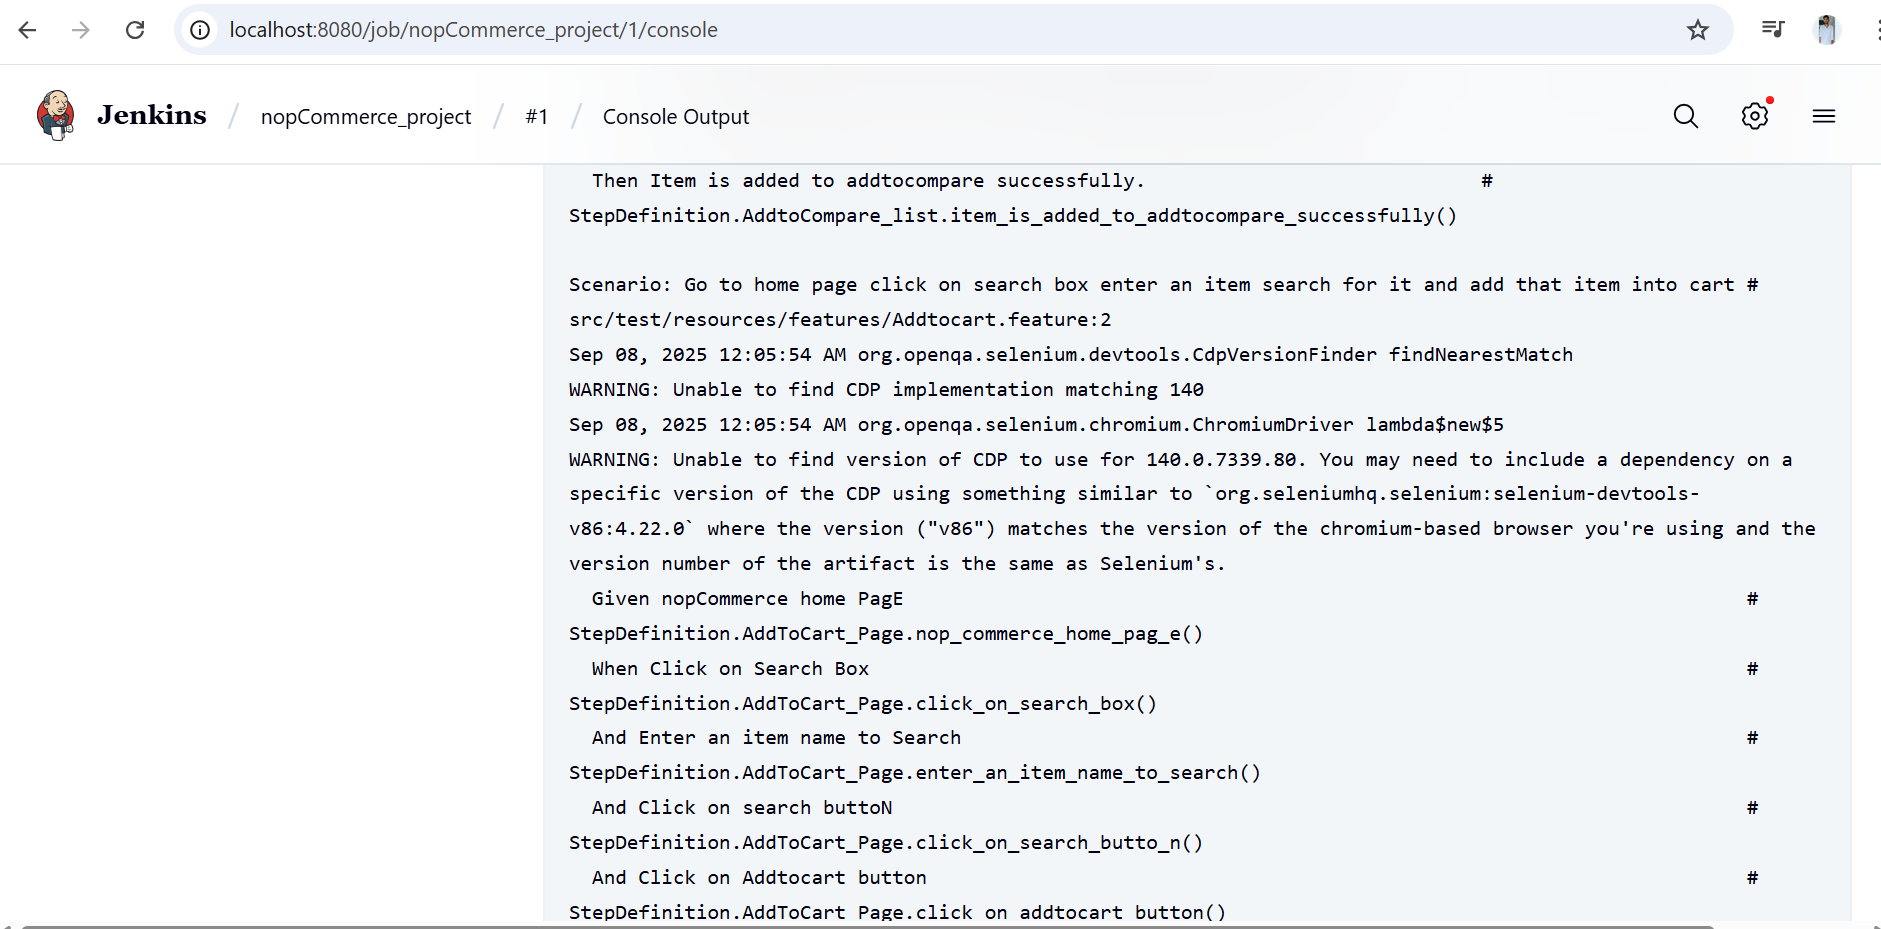 localhost:8080/job/nopCommerce_project/1/console
Jenkins / nopCommerce_project / #1 / Console Output
Then Item is added to addtocompare successfully. #
StepDefinition.AddtoCompare_list.item_is_added_to_addtocompare_successfully()
Scenario: Go to home page click on search box enter an item search for it and add that item into cart #
src/test/resources/features/Addtocart.feature:2
Sep 08, 2025 12:05:54 AM org.openqa.selenium.devtools.CdpVersionFinder findNearestMatch
WARNING: Unable to find CDP implementation matching 140
Sep 08, 2025 12:05:54 AM org.openqa.selenium.chromium.ChromiumDriver lambda$new$5
WARNING: Unable to find version of CDP to use for 140.0.7339.80. You may need to include a dependency on a
specific version of the CDP using something similar to `org.seleniumhq.selenium:selenium-devtools-
v86:4.22.0` where the version ("v86") matches the version of the chromium-based browser you're using and the
version number of the artifact is the same as Selenium's.
Given nopCommerce home PagE #
StepDefinition.AddToCart_Page.nop_commerce_home_pag_e()
When Click on Search Box #
StepDefinition.AddToCart_Page.click_on_search_box()
And Enter an item name to Search #
StepDefinition.AddToCart_Page.enter_an_item_name_to_search()
And Click on search buttoN #
StepDefinition.AddToCart_Page.click_on_search_butto_n()
And Click on Addtocart button #
StepDefinition.AddToCart_Page.click_on_addtocart_button()